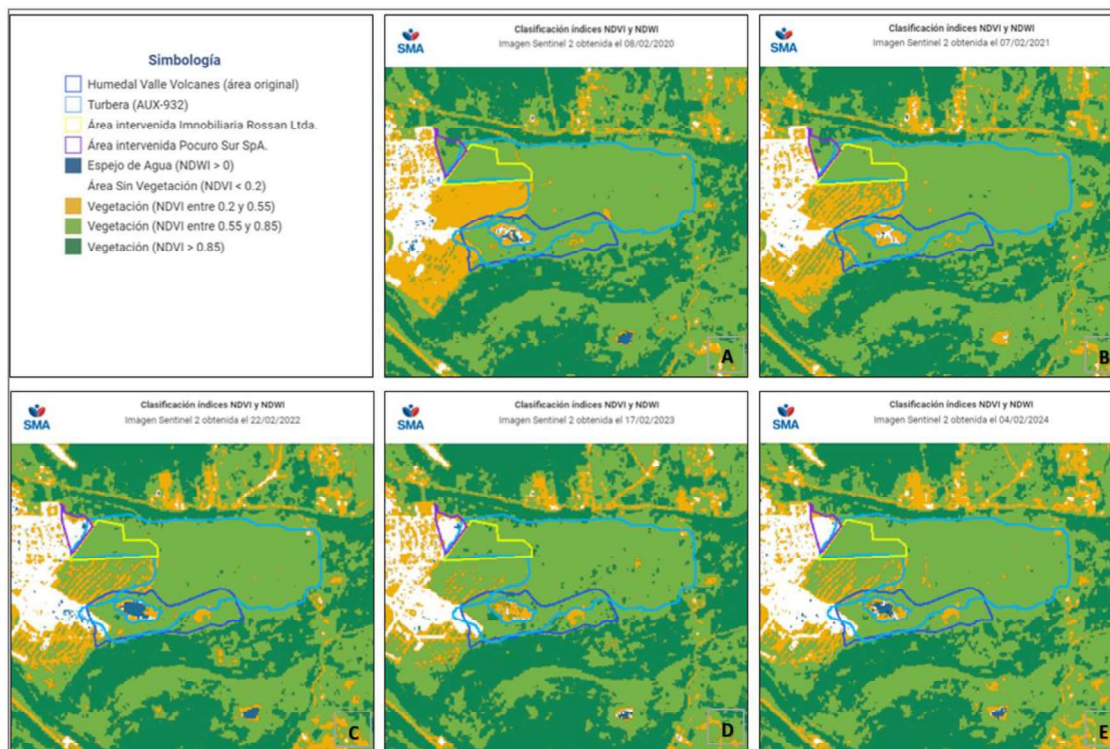 Simbología
Humedal Valle Volcanes (área original)
Turbera (AUX-932)
Área intervenida Imnobiliaria Rossan Ltda.
Área intervenida Pocuro Sur SpA.
Espejo de Agua (NDWI > 0)
Área Sin Vegetación (NDVI < 0.2)
Vegetación (NDVI entre 0.2 y 0.55)
Vegetación (NDVI entre 0.55 y 0.85)
Vegetación (NDVI > 0.85)
SMA
Clasificación índices NDVI y NDWI
Imagen Sentinel 2 obtenida el 08/02/2020
A
SMA
Clasificación índices NDVI y NDWI
Imagen Sentinel 2 obtenida el 07/02/2021
B
SMA
Clasificación índices NDVI y NDWI
Imagen Sentinel 2 obtenida el 22/02/2022
C
SMA
Clasificación índices NDVI y NDWI
Imagen Sentinel 2 obtenida el 17/02/2023
D
SMA
Clasificación índices NDVI y NDWI
Imagen Sentinel 2 obtenida el 04/02/2024
E